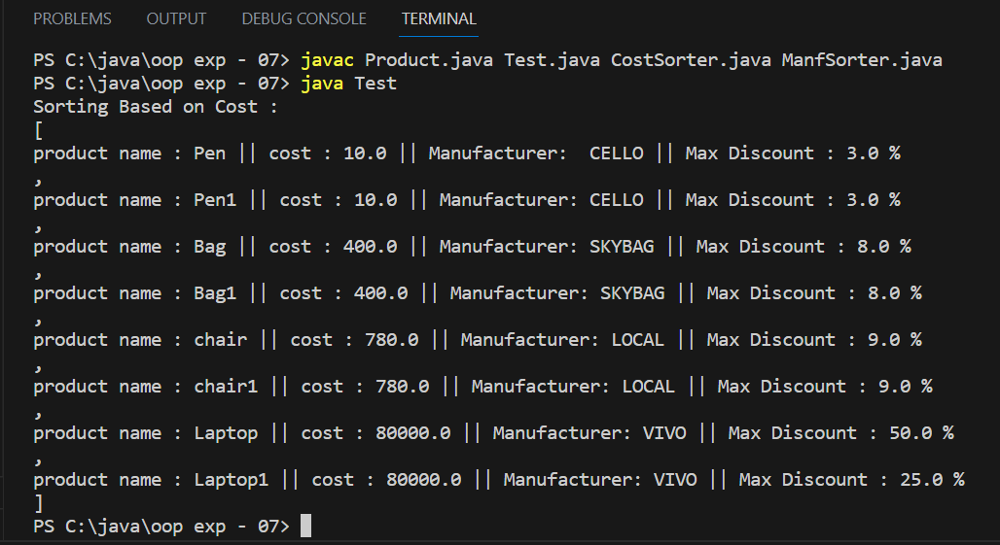 PROBLEMS OUTPUT DEBUG CONSOLE TERMINAL
PS C:\java\oop exp - 07> javac Product.java Test.java CostSorter.java ManfSorter.java
PS C:\java\oop exp - 07> java Test
Sorting Based on Cost :
[
product name : Pen || cost : 10.0 || Manufacturer:  CELLO || Max Discount : 3.0 %
,
product name : Pen1 || cost : 10.0 || Manufacturer: CELLO || Max Discount : 3.0 %
,
product name : Bag || cost : 400.0 || Manufacturer: SKYBAG || Max Discount : 8.0 %
,
product name : Bag1 || cost : 400.0 || Manufacturer: SKYBAG || Max Discount : 8.0 %
,
product name : chair || cost : 780.0 || Manufacturer: LOCAL || Max Discount : 9.0 %
,
product name : chair1 || cost : 780.0 || Manufacturer: LOCAL || Max Discount : 9.0 %
,
product name : Laptop || cost : 80000.0 || Manufacturer: VIVO || Max Discount : 50.0 %
,
product name : Laptop1 || cost : 80000.0 || Manufacturer: VIVO || Max Discount : 25.0 %
]
PS C:\java\oop exp - 07>